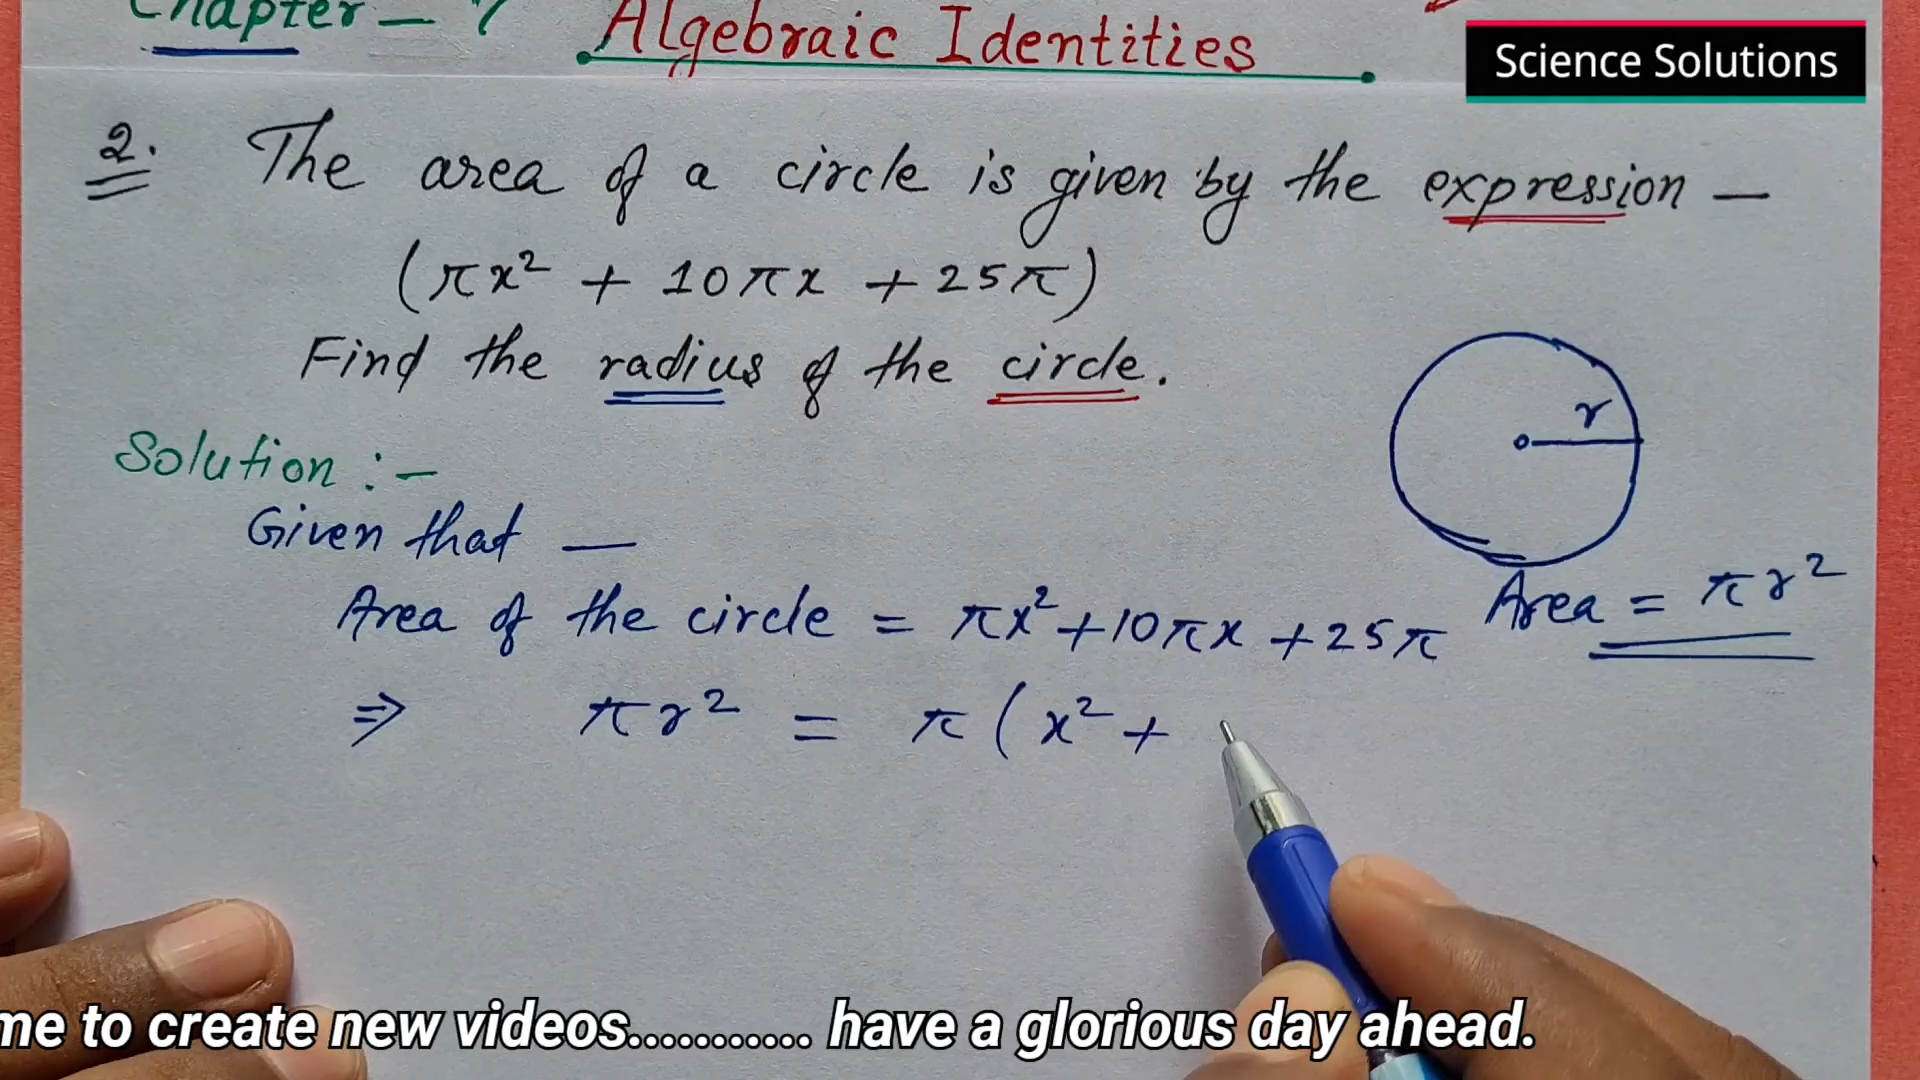 Chapter - 7 Algebraic Identities
Science Solutions
2. The area of a circle is given by the expression —
(πx² + 10πx + 25π)
Find the radius of the circle.
r
Solution :-
Given that —
Area of the circle = πx² + 10πx + 25π
Area = πr²
⇒ πr² = π(x² +
me to create new videos........... have a glorious day ahead.